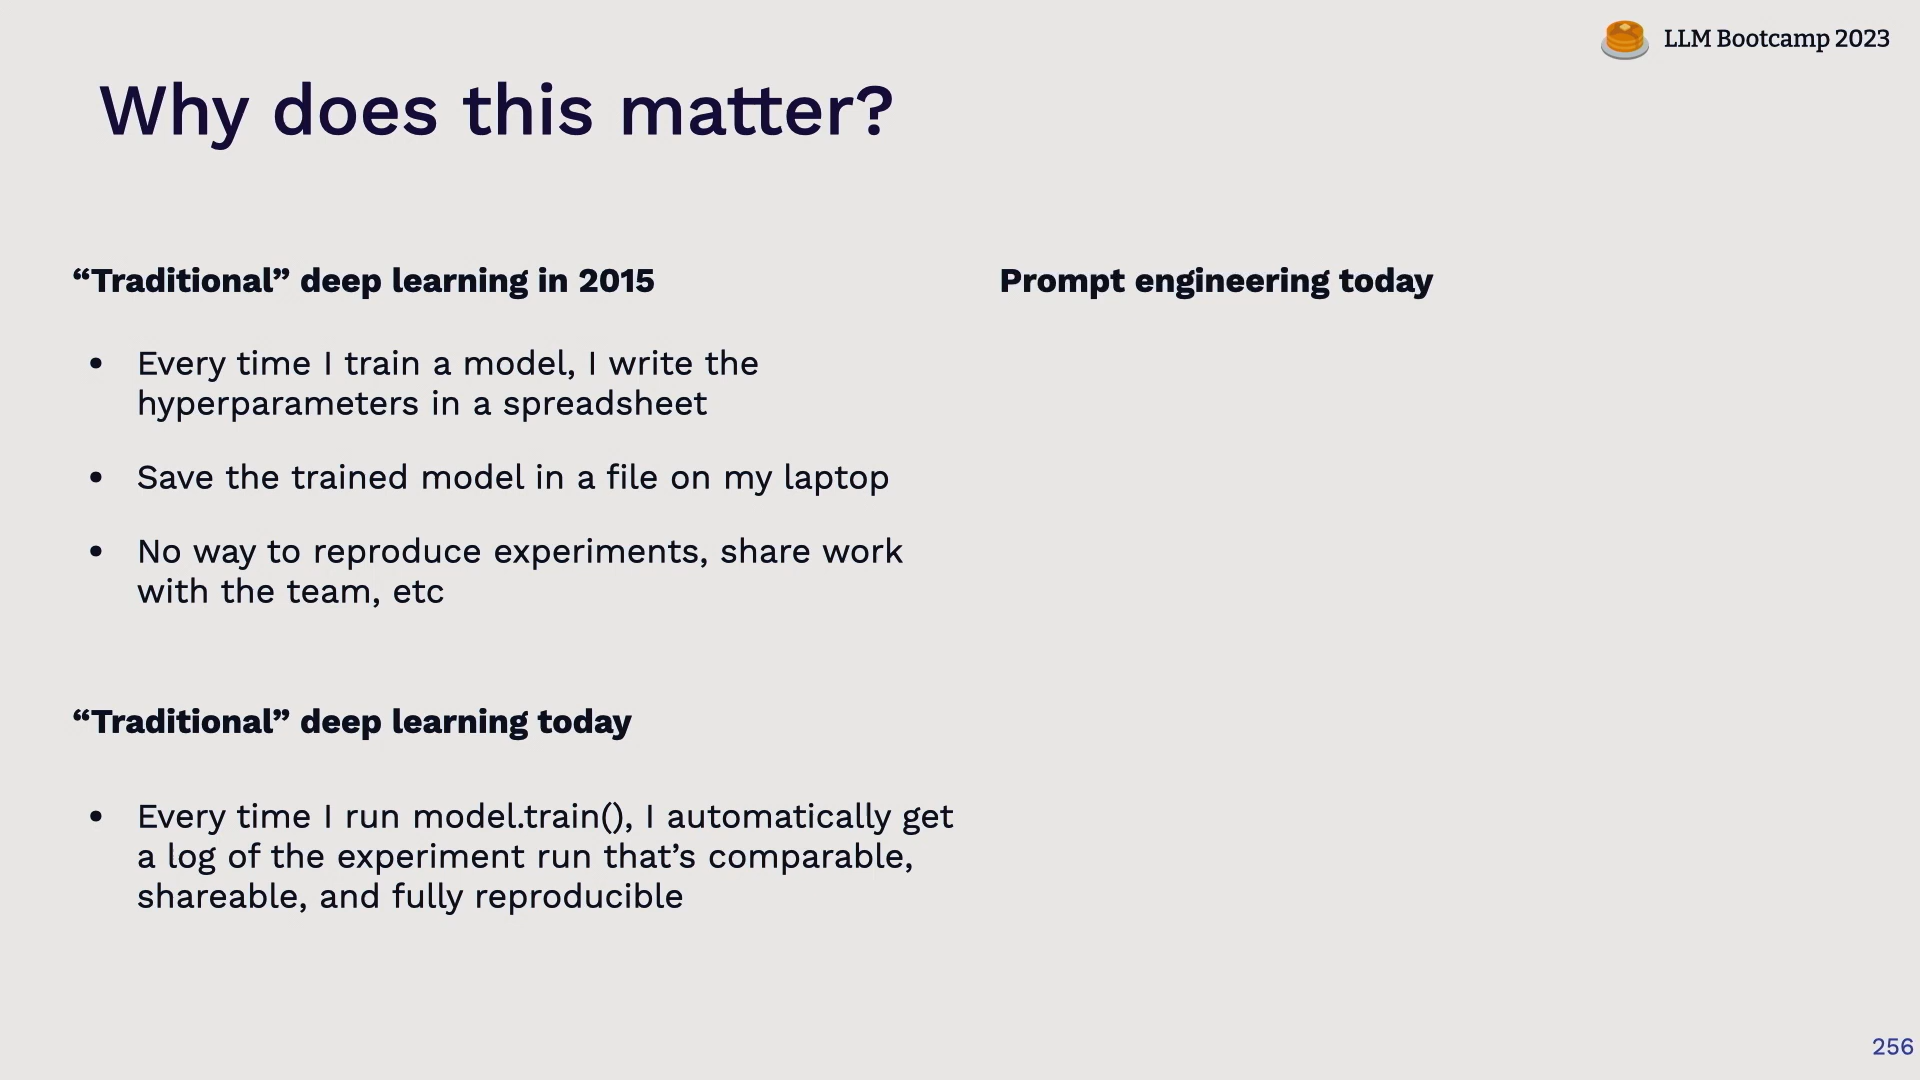 LLM Bootcamp 2023
Why does this matter?
“Traditional” deep learning in 2015
• Every time I train a model, I write the
hyperparameters in a spreadsheet
• Save the trained model in a file on my laptop
• No way to reproduce experiments, share work
with the team, etc
“Traditional” deep learning today
• Every time I run model.train(), I automatically get
a log of the experiment run that’s comparable,
shareable, and fully reproducible
Prompt engineering today
256